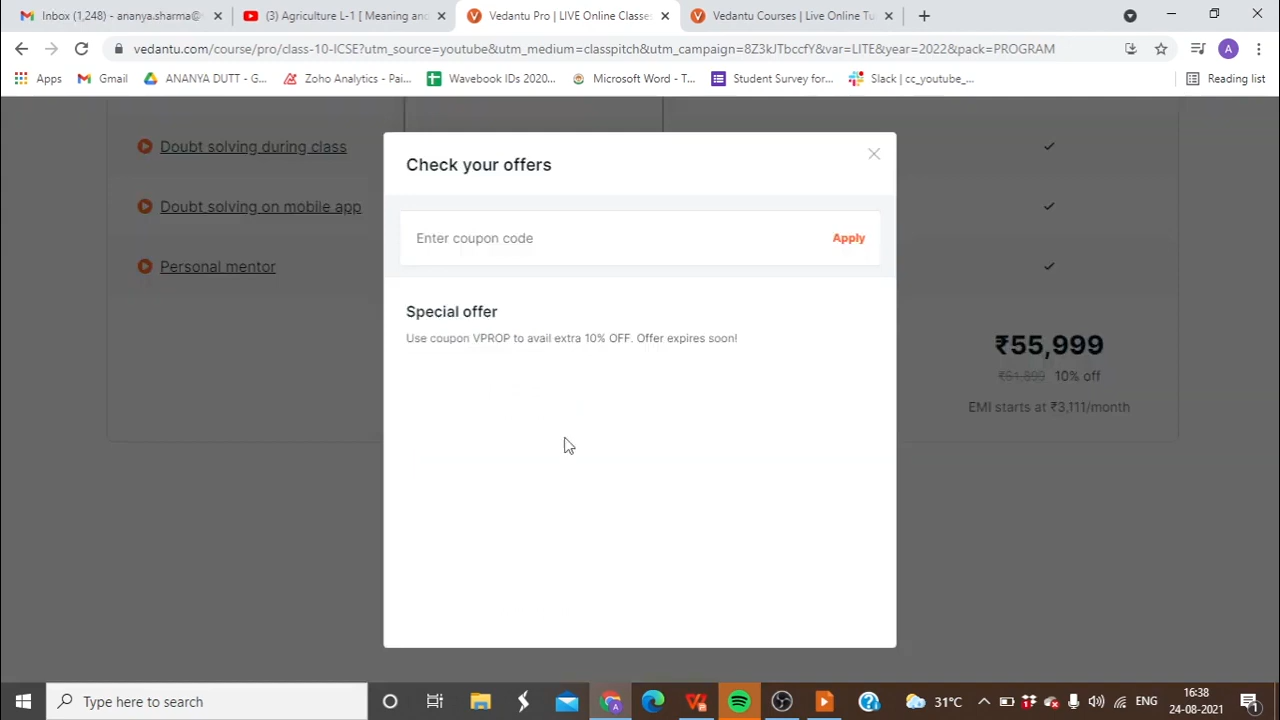 Inbox (1,248) - ananya.sharma@
(3) Agriculture L-1 [ Meaning and
Vedantu Pro | LIVE Online Classes
Vedantu Courses | Live Online Tu
vedantu.com/course/pro/class-10-ICSE?utm_source=youtube&utm_medium=classpitch&utm_campaign=8Z3kJTbccfY&var=LITE&year=2022&pack=PROGRAM
A
Apps
Gmail
ANANYA DUTT - G...
Zoho Analytics - Pai...
Wavebook IDs 2020...
Microsoft Word - T...
Student Survey for...
Slack | cc_youtube_...
Reading list
Doubt solving during class
Doubt solving on mobile app
Personal mentor
Check your offers
Enter coupon code
Apply
Special offer
Use coupon VPROP to avail extra 10% OFF. Offer expires soon!
₹55,999
₹51,899 10% off
EMI starts at ₹3,111/month
Type here to search
31°C
ENG
16:38
24-08-2021
1